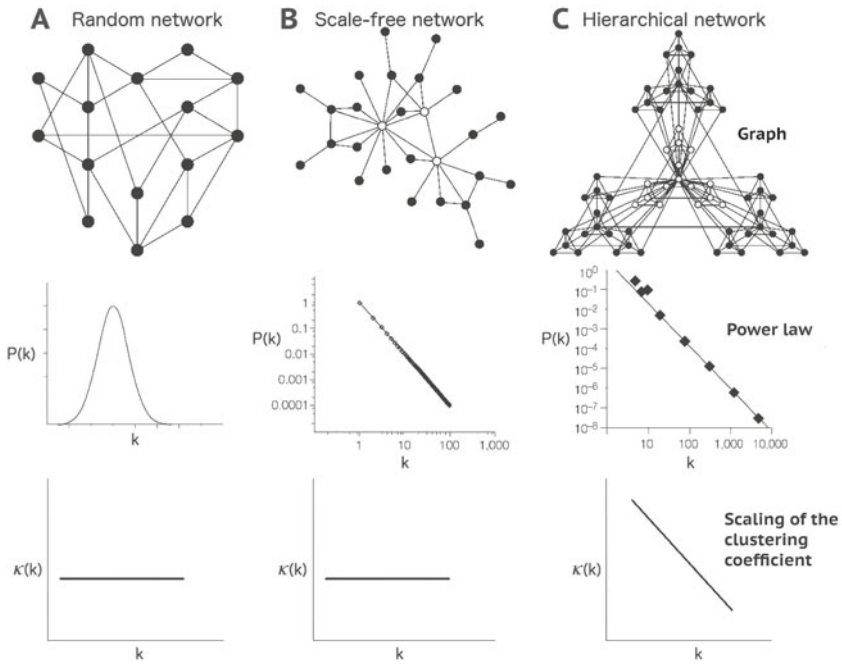 A Random network
B Scale-free network
C Hierarchical network
Graph
P(k)
k
P(k)
1
0.1
0.01
0.001
0.0001
1
10
100
1,000
k
P(k)
10⁰
10⁻¹
10⁻²
10⁻³
10⁻⁴
10⁻⁵
10⁻⁶
10⁻⁷
10⁻⁸
10
100
1,000
10,000
k
Power law
κ(k)
k
κ(k)
k
κ(k)
k
Scaling of the
clustering
coefficient